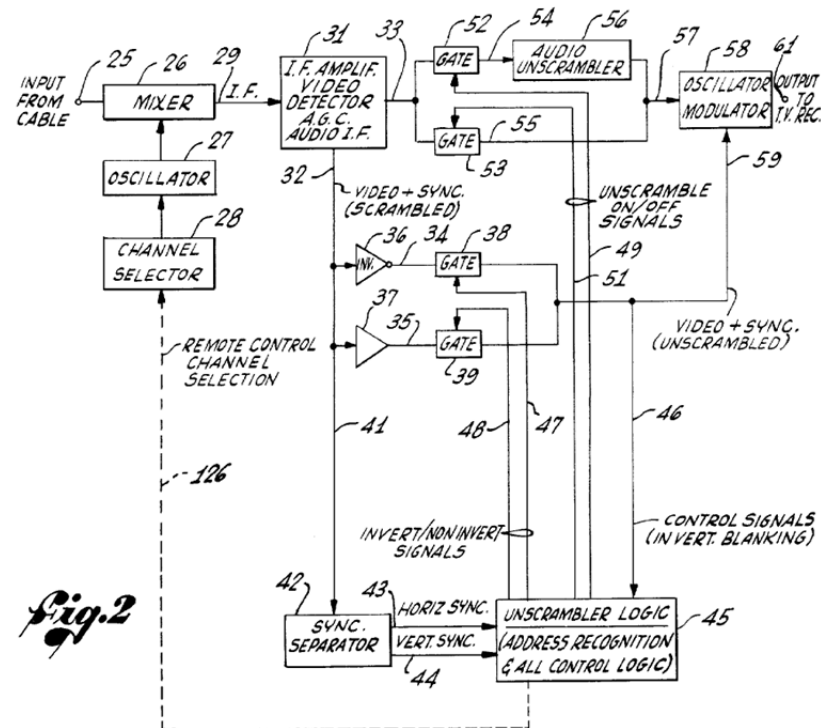 25
26
29
31
33
52
54
56
57
58
61
INPUT
FROM
CABLE
MIXER
I.F.
I.F. AMPLIF.
VIDEO
DETECTOR
A.G.C.
AUDIO I.F.
GATE
AUDIO
UNSCRAMBLER
OSCILLATOR
MODULATOR
OUTPUT
TO
T.V. REC.
27
OSCILLATOR
32
GATE
53
55
59
VIDEO + SYNC.
(SCRAMBLED)
UNSCRAMBLE
ON/OFF
SIGNALS
28
CHANNEL
SELECTOR
36
34
38
49
INV.
GATE
51
37
35
GATE
39
VIDEO + SYNC.
(UNSCRAMBLED)
REMOTE CONTROL
CHANNEL
SELECTION
41
48
47
46
126
INVERT/NONINVERT
SIGNALS
CONTROL SIGNALS
(IN VERT. BLANKING)
Fig.2
42
43
HORIZ SYNC.
SYNC.
SEPARATOR
VERT. SYNC.
44
UNSCRAMBLER LOGIC
(ADDRESS RECOGNITION
& ALL CONTROL LOGIC)
45